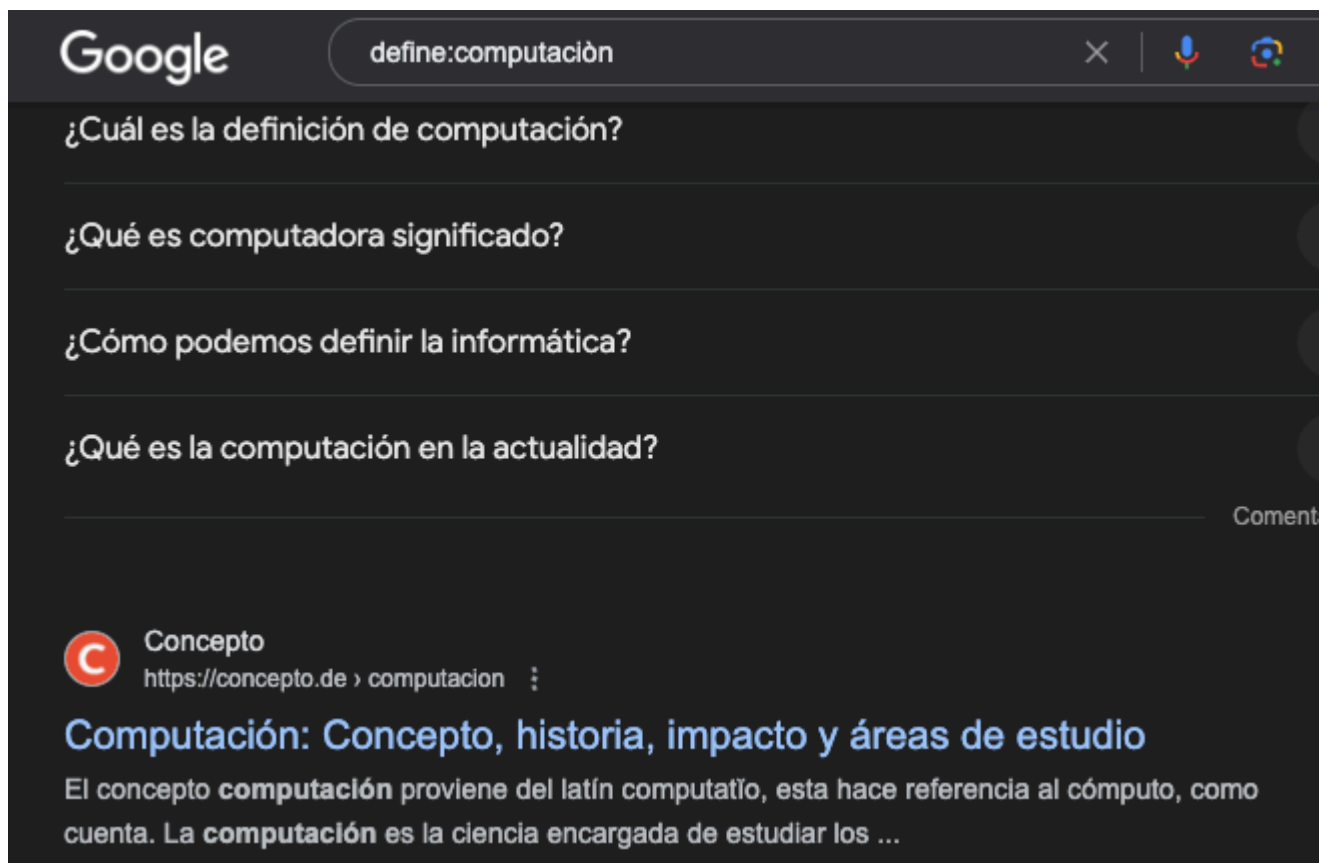 Google
define:computaciòn
¿Cuál es la definición de computación?
¿Qué es computadora significado?
¿Cómo podemos definir la informática?
¿Qué es la computación en la actualidad?
Coment
C
Concepto
https://concepto.de › computacion
Computación: Concepto, historia, impacto y áreas de estudio
El concepto computación proviene del latín computatĭo, esta hace referencia al cómputo, como
cuenta. La computación es la ciencia encargada de estudiar los ...